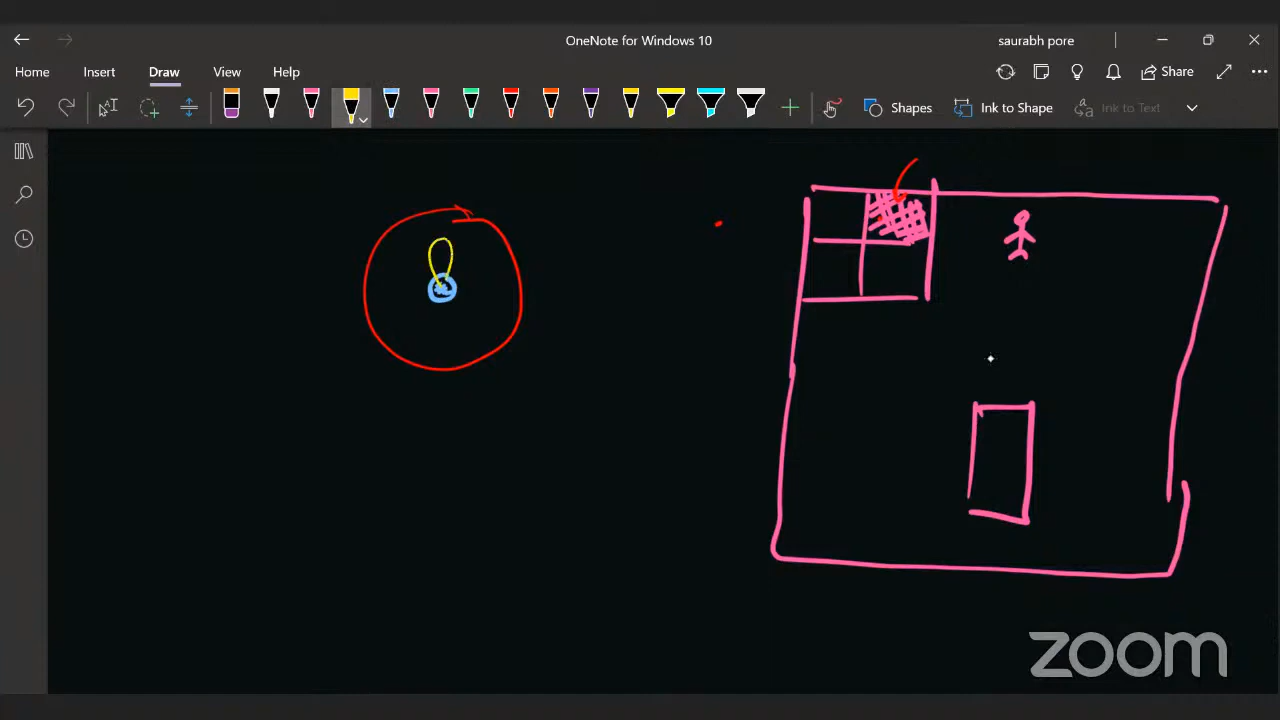 OneNote for Windows 10
saurabh pore
Home Insert Draw View Help
Share
Shapes Ink to Shape Ink to Text
zoom